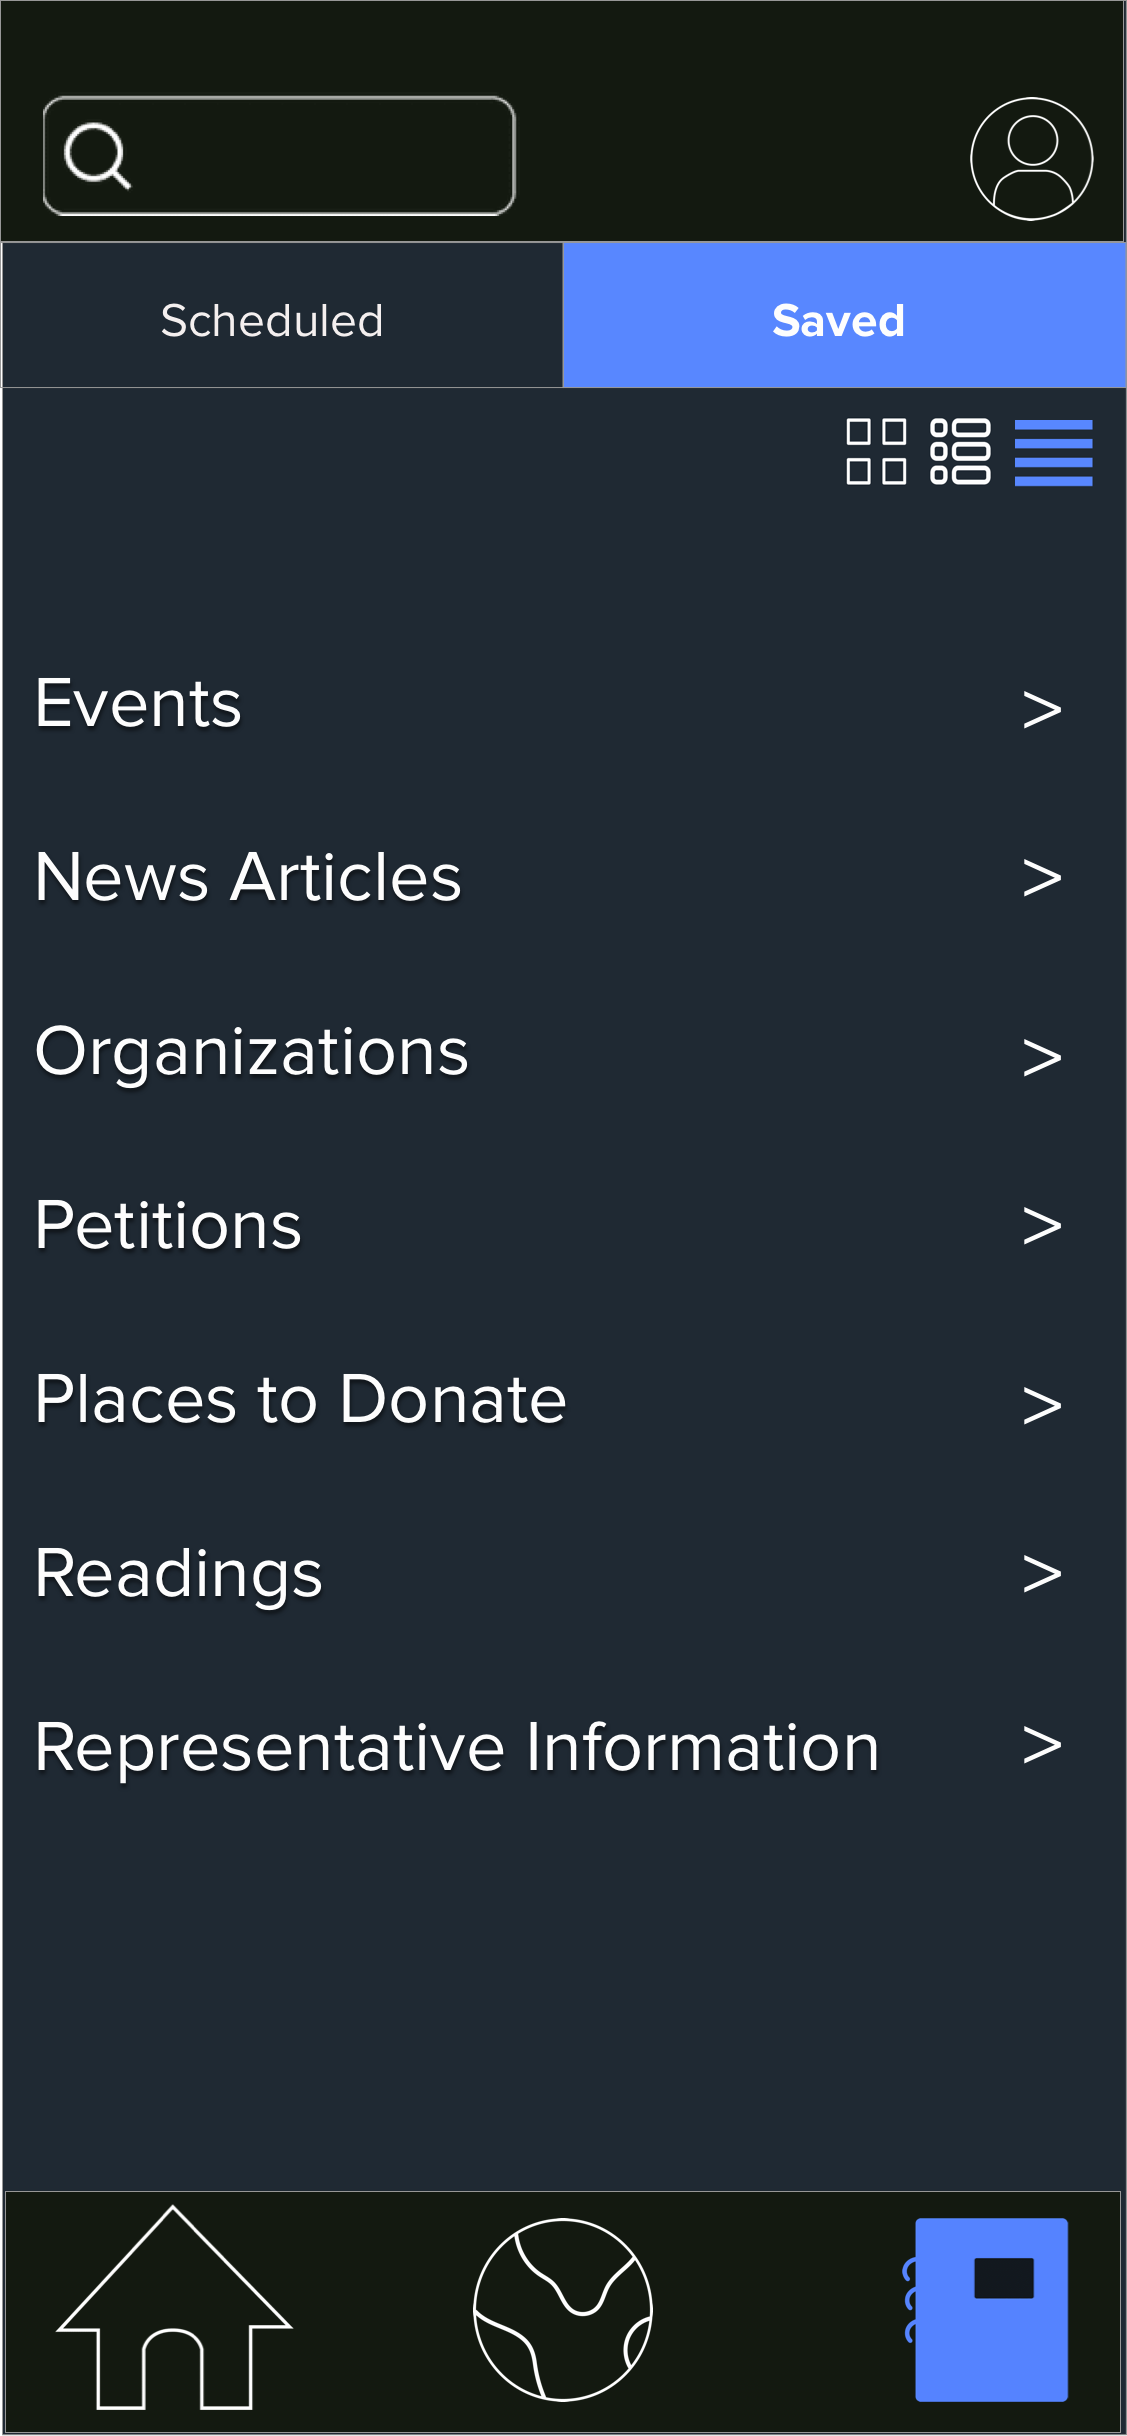 Scheduled
Saved
Events >
News Articles >
Organizations >
Petitions >
Places to Donate >
Readings >
Representative Information >